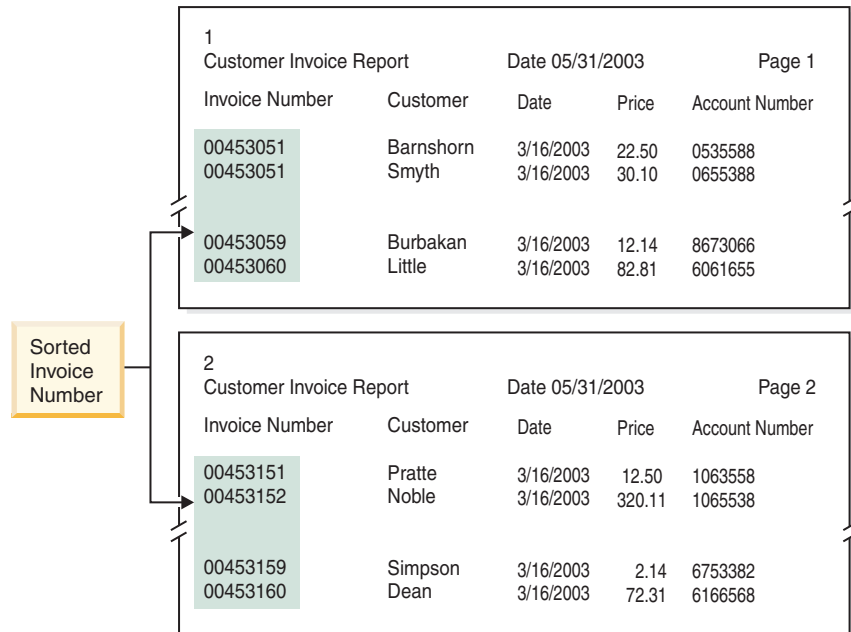 1
Customer Invoice Report Date 05/31/2003 Page 1
Invoice Number Customer Date Price Account Number
00453051 Barnshorn 3/16/2003 22.50 0535588
00453051 Smyth 3/16/2003 30.10 0655388
00453059 Burbakan 3/16/2003 12.14 8673066
00453060 Little 3/16/2003 82.81 6061655
Sorted
Invoice
Number
2
Customer Invoice Report Date 05/31/2003 Page 2
Invoice Number Customer Date Price Account Number
00453151 Pratte 3/16/2003 12.50 1063558
00453152 Noble 3/16/2003 320.11 1065538
00453159 Simpson 3/16/2003 2.14 6753382
00453160 Dean 3/16/2003 72.31 6166568